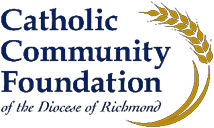 Catholic
Community
Foundation
of the Diocese of Richmond